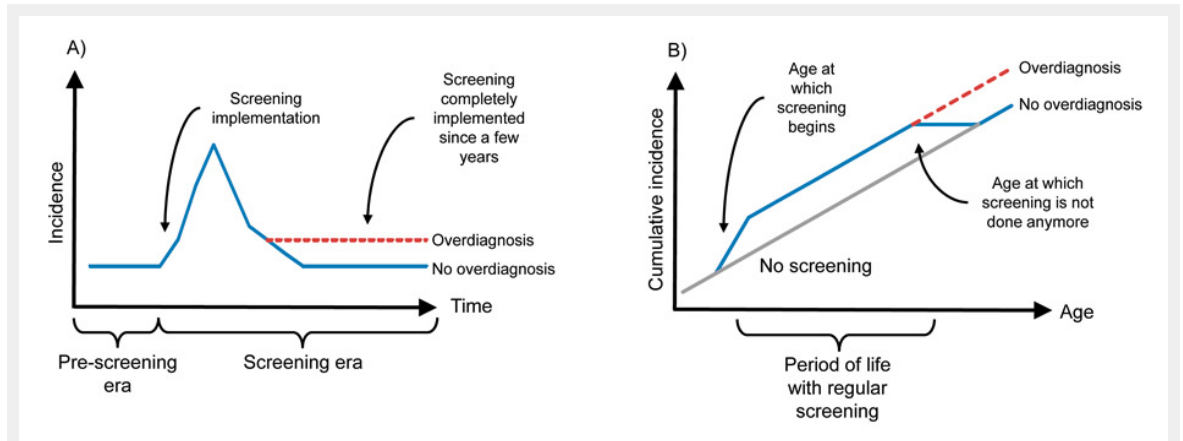 A)
Screening
implementation
Screening
completely
implemented
since a few
years
Incidence
Overdiagnosis
No overdiagnosis
Time
Pre-screening
era
Screening era
B)
Age at
which
screening
begins
Overdiagnosis
No overdiagnosis
Cumulative incidence
Age at which
screening is not
done anymore
No screening
Age
Period of life
with regular
screening